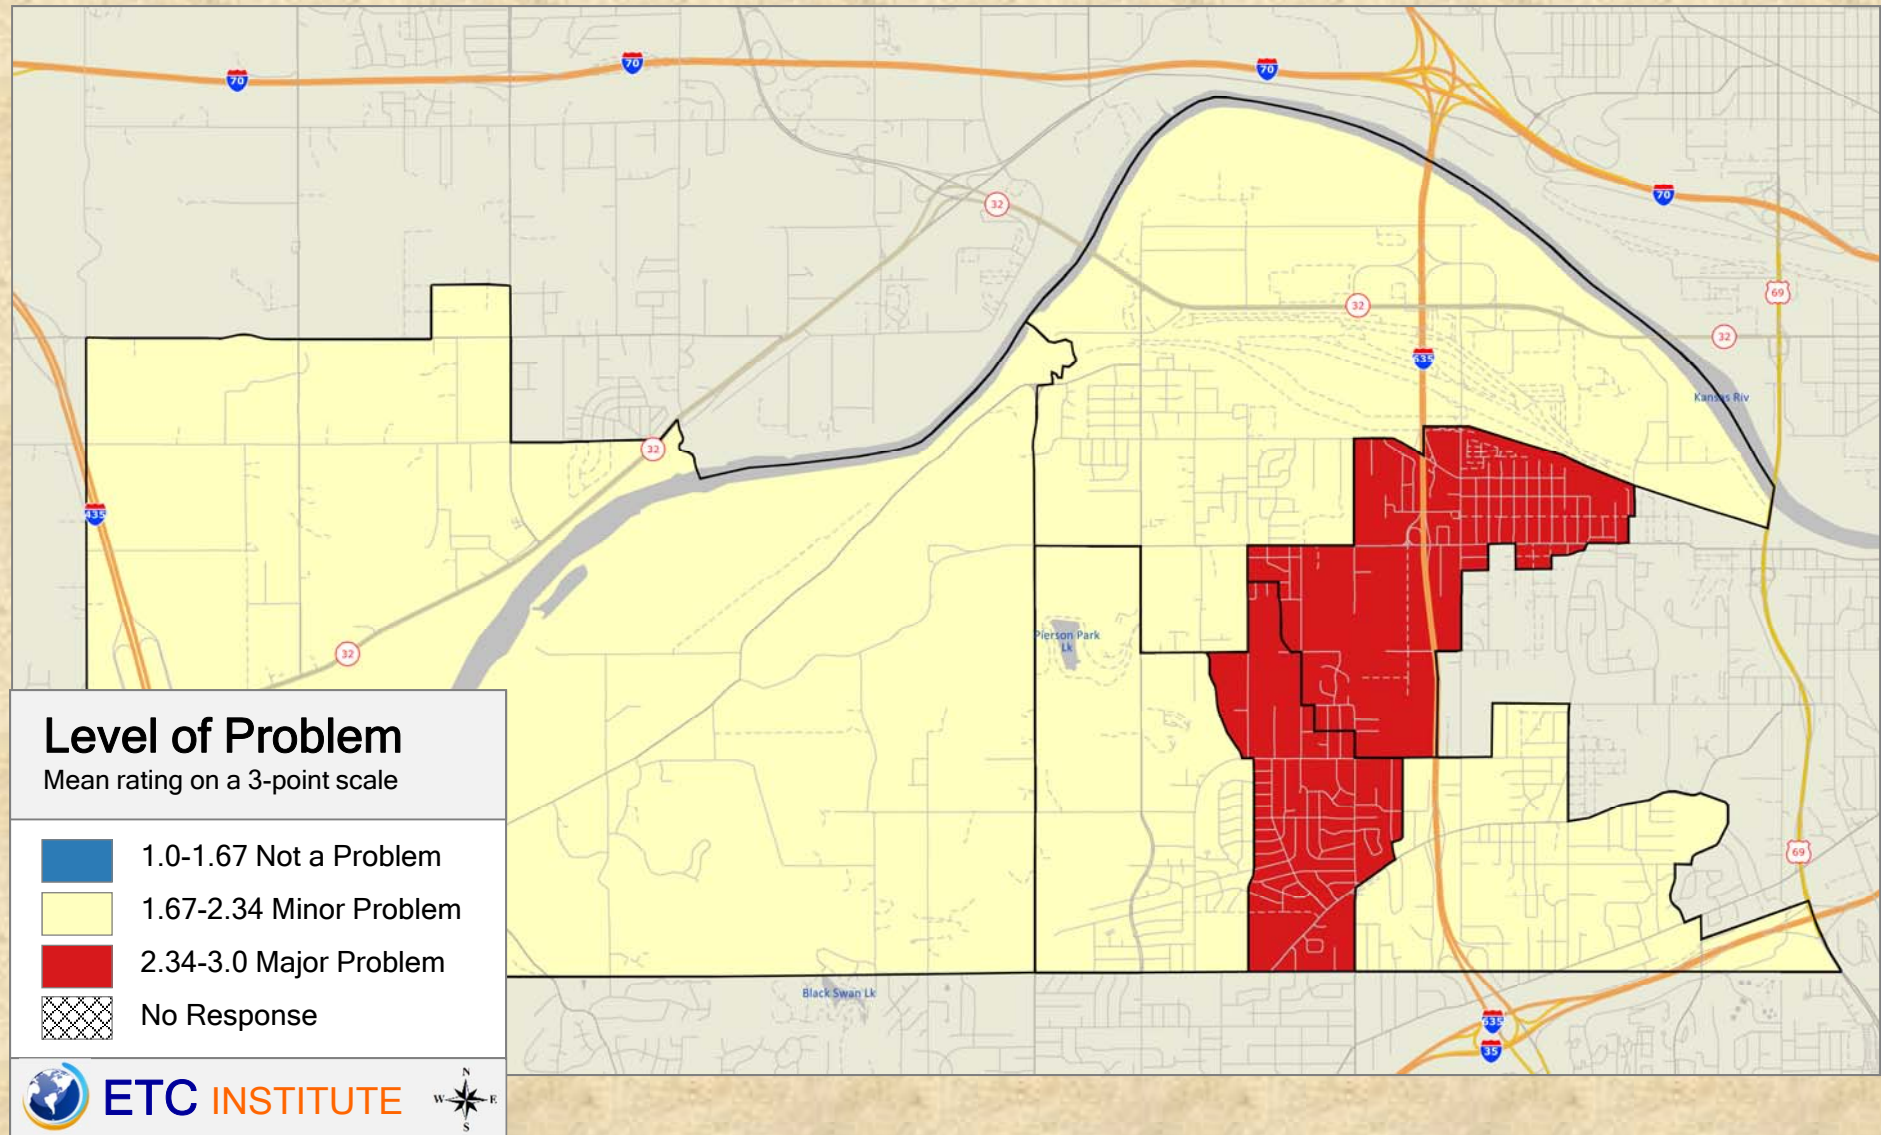 70
70
70
70
32
69
32
32
635
Kansas Riv
32
435
Pierson Park
Lk
32
69
Level of Problem
Mean rating on a 3-point scale
1.0-1.67 Not a Problem
1.67-2.34 Minor Problem
2.34-3.0 Major Problem
No Response
Black Swan Lk
635
35
ETC INSTITUTE
N
W E
S